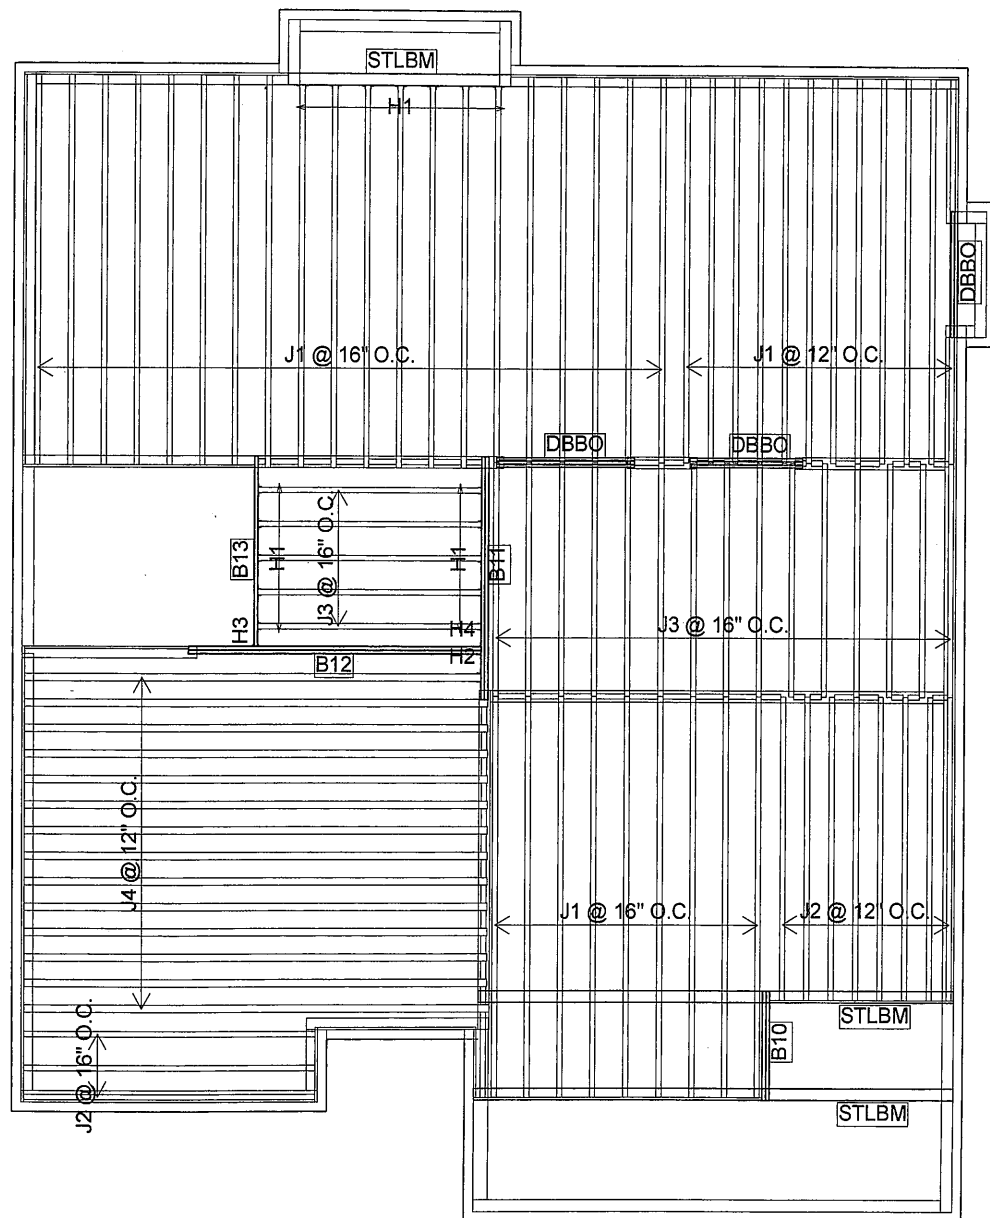 STLBM
H1
DBBO
J1 @ 16" O.C.
J1 @ 12" O.C.
DBBO
DBBO
B13
H1
J3 @ 16" O.C.
H1
B11
H3
H4
J3 @ 16" O.C.
B12
H2
J4 @ 12" O.C.
J1 @ 16" O.C.
J2 @ 12" O.C.
J2 @ 16" O.C.
STLBM
B10
STLBM